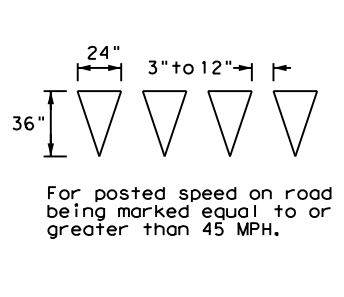 24"
3" to 12"
36"
For posted speed on road
being marked equal to or
greater than 45 MPH.